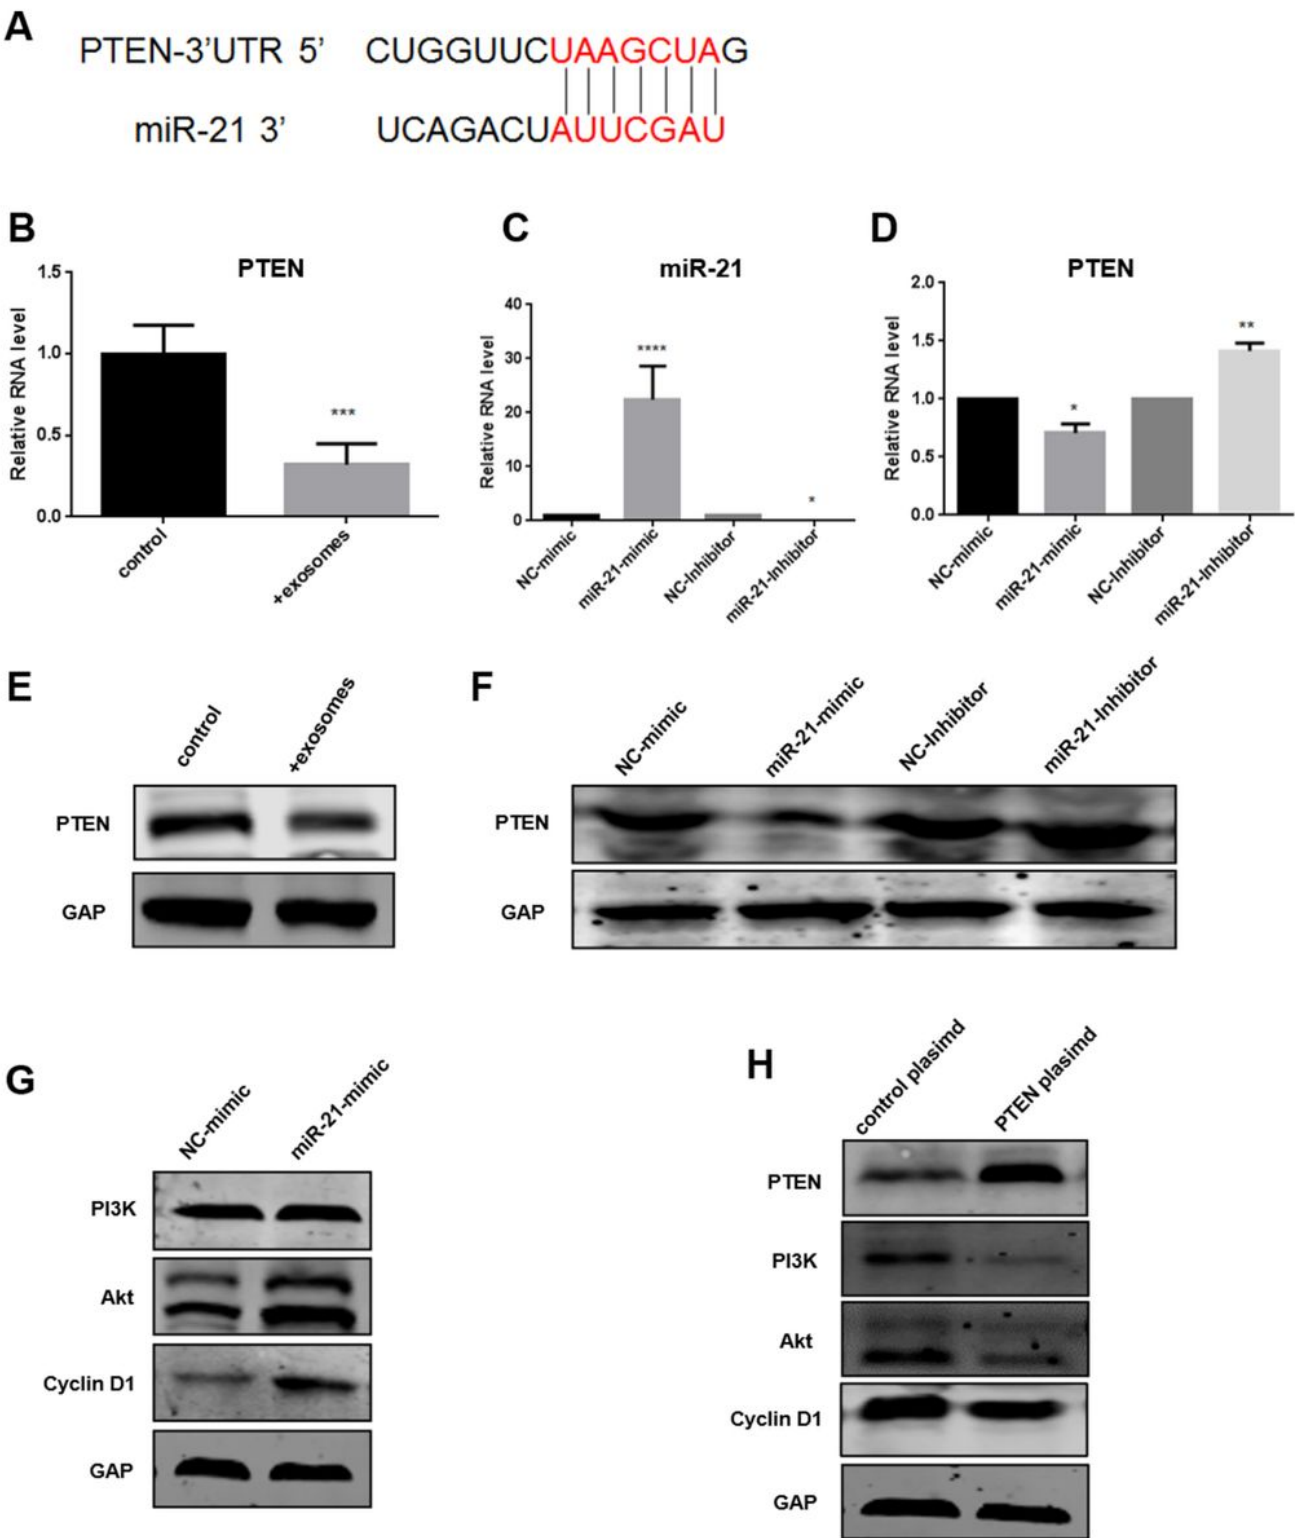 A
PTEN-3'UTR 5' CUGGUUCUAAGCUAG
miR-21 3' UCAGACUAUUCGAU
B
PTEN
Relative RNA level
1.5
1.0
0.5
0.0
***
control
+exosomes
C
miR-21
Relative RNA level
40
30
20
10
0
****
*
NC-mimic
miR-21-mimic
NC-Inhibitor
miR-21-Inhibitor
D
PTEN
Relative RNA level
2.0
1.5
1.0
0.5
0.0
*
**
NC-mimic
miR-21-mimic
NC-Inhibitor
miR-21-Inhibitor
E
control
+exosomes
PTEN
GAP
F
NC-mimic
miR-21-mimic
NC-Inhibitor
miR-21-Inhibitor
PTEN
GAP
G
NC-mimic
miR-21-mimic
PI3K
Akt
Cyclin D1
GAP
H
control plasimd
PTEN plasimd
PTEN
PI3K
Akt
Cyclin D1
GAP